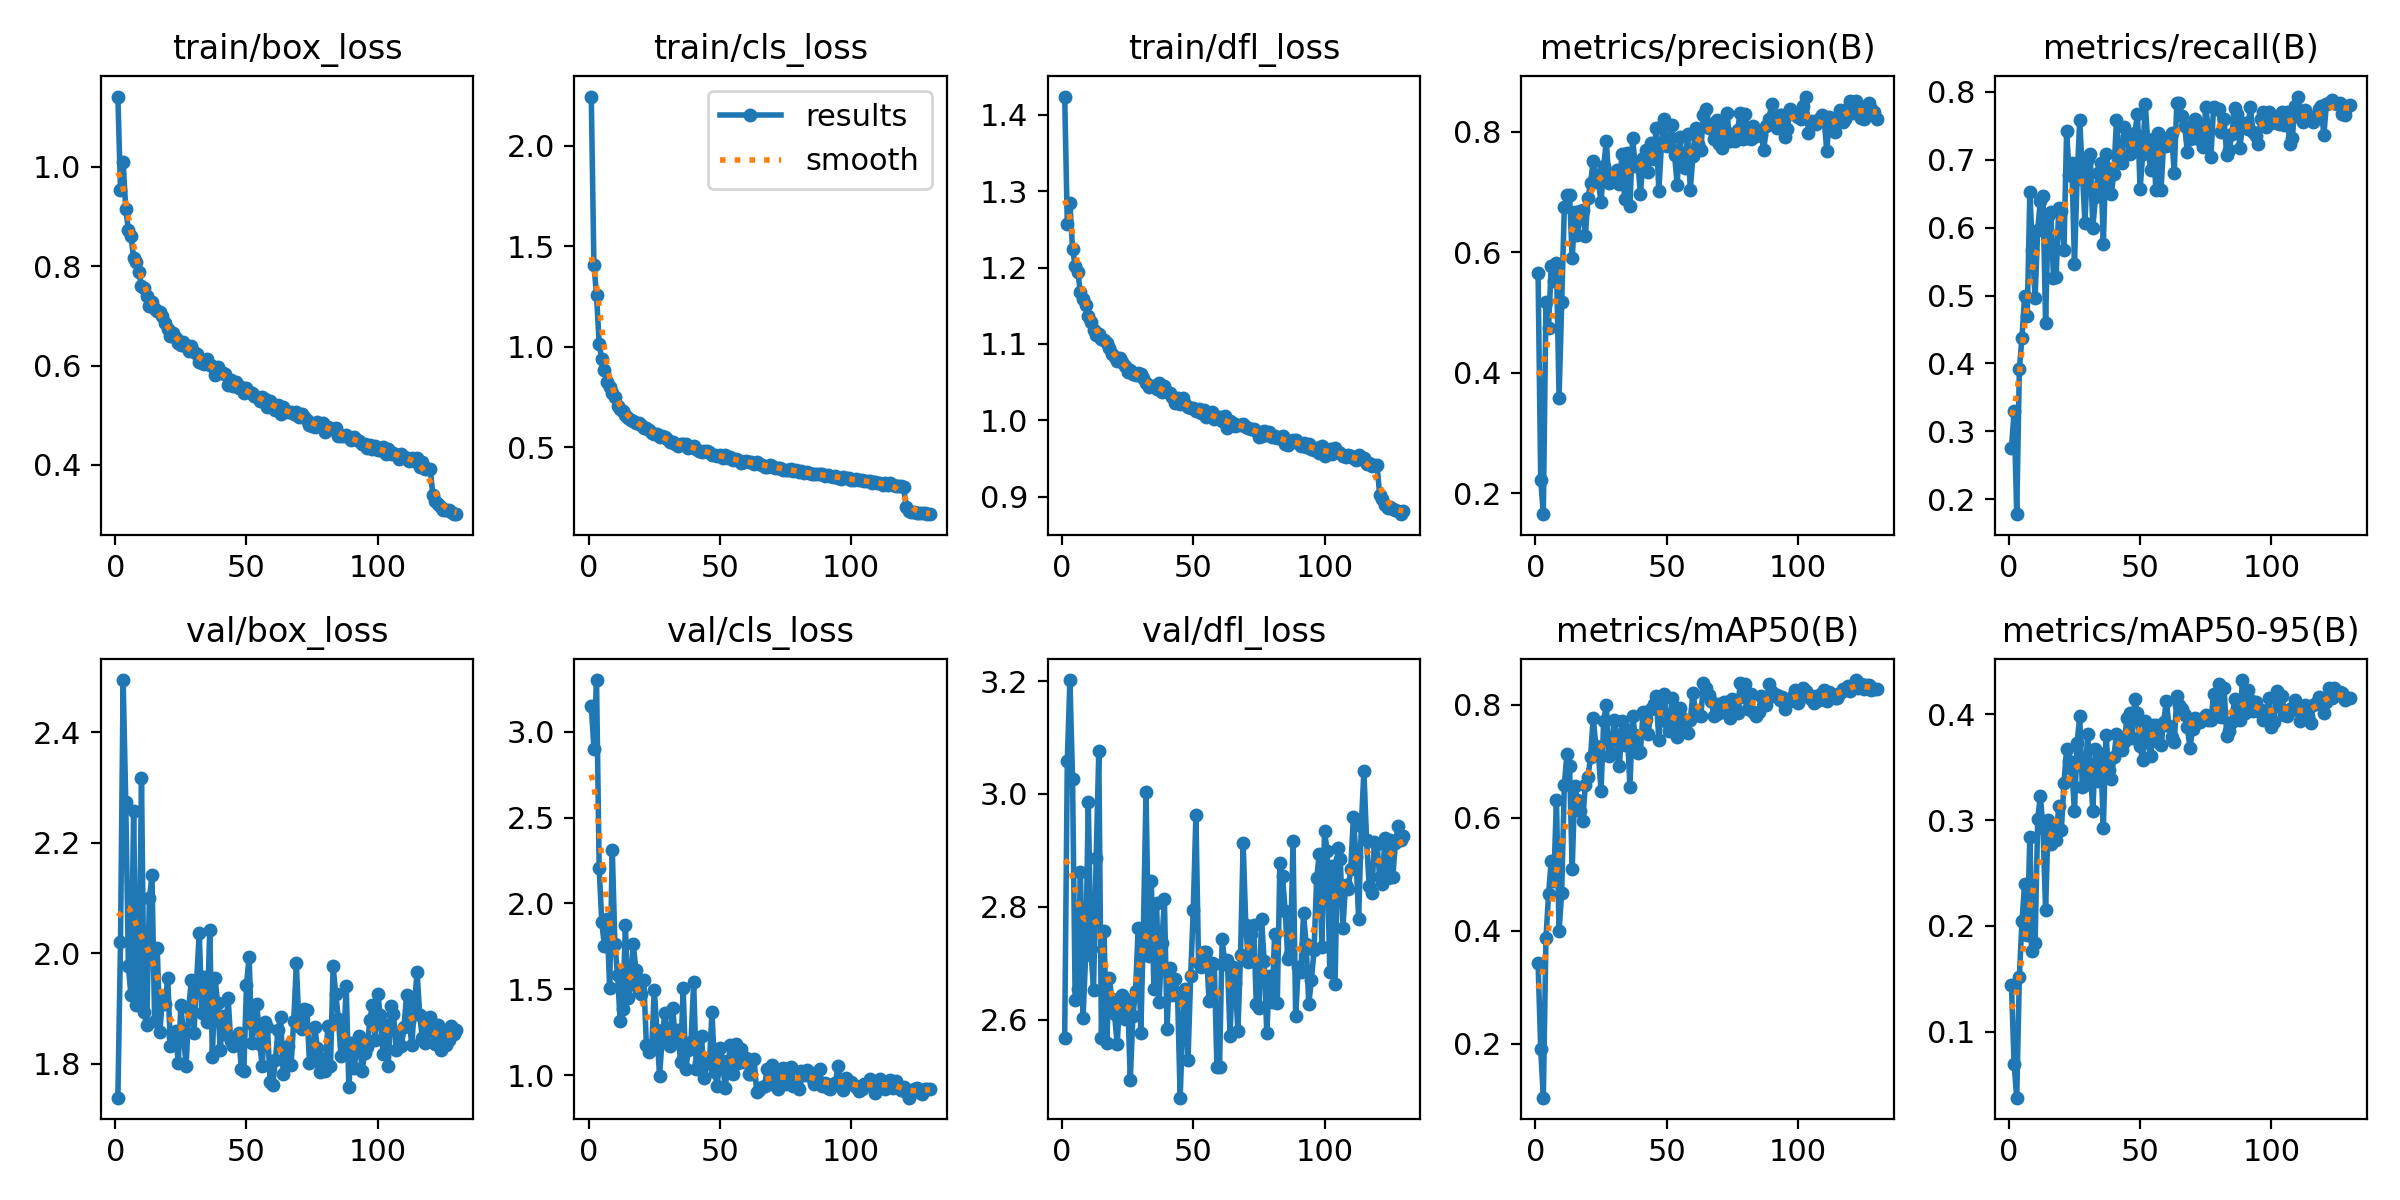 train/box_loss
1.0
0.8
0.6
0.4
0 50 100
train/cls_loss
results
smooth
2.0
1.5
1.0
0.5
0 50 100
train/dfl_loss
1.4
1.3
1.2
1.1
1.0
0.9
0 50 100
metrics/precision(B)
0.8
0.6
0.4
0.2
0 50 100
metrics/recall(B)
0.8
0.7
0.6
0.5
0.4
0.3
0.2
0 50 100
val/box_loss
2.4
2.2
2.0
1.8
0 50 100
val/cls_loss
3.0
2.5
2.0
1.5
1.0
0 50 100
val/dfl_loss
3.2
3.0
2.8
2.6
0 50 100
metrics/mAP50(B)
0.8
0.6
0.4
0.2
0 50 100
metrics/mAP50-95(B)
0.4
0.3
0.2
0.1
0 50 100